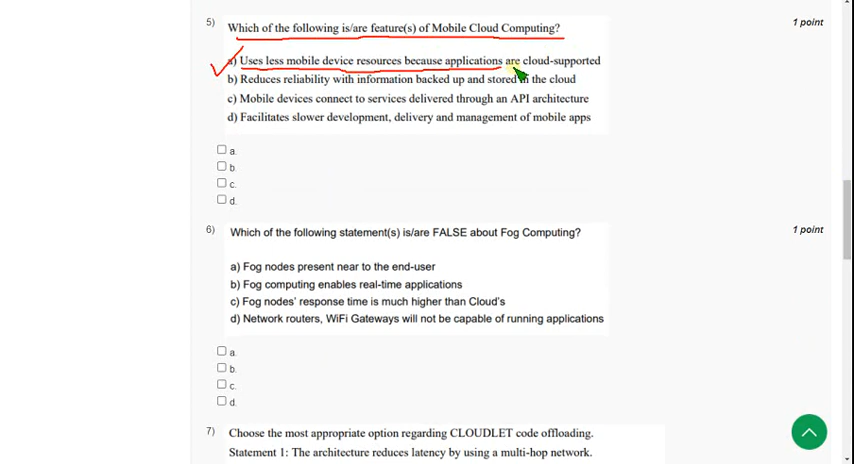 5) Which of the following is/are feature(s) of Mobile Cloud Computing? 1 point
a) Uses less mobile device resources because applications are cloud-supported
b) Reduces reliability with information backed up and stored in the cloud
c) Mobile devices connect to services delivered through an API architecture
d) Facilitates slower development, delivery and management of mobile apps
a.
b.
c.
d.
6) Which of the following statement(s) is/are FALSE about Fog Computing? 1 point
a) Fog nodes present near to the end-user
b) Fog computing enables real-time applications
c) Fog nodes' response time is much higher than Cloud's
d) Network routers, WiFi Gateways will not be capable of running applications
a.
b.
c.
d.
7) Choose the most appropriate option regarding CLOUDLET code offloading.
Statement 1: The architecture reduces latency by using a multi-hop network.